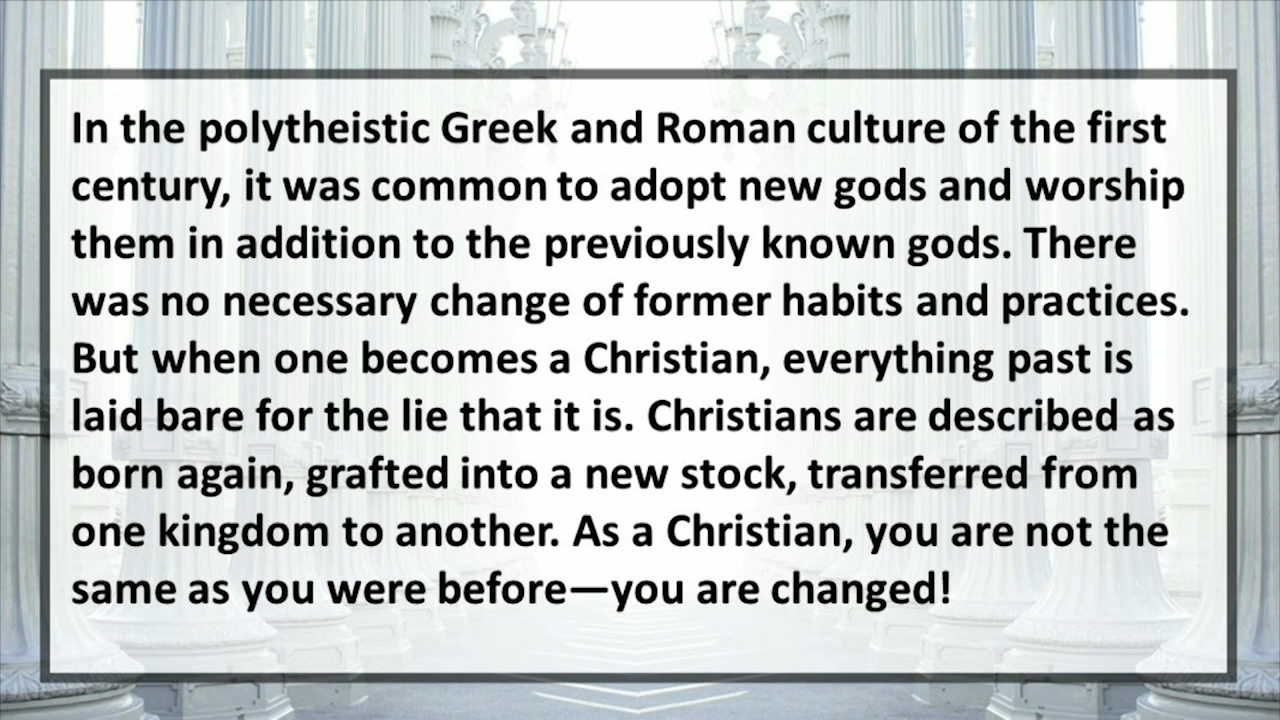 In the polytheistic Greek and Roman culture of the first
century, it was common to adopt new gods and worship
them in addition to the previously known gods. There
was no necessary change of former habits and practices.
But when one becomes a Christian, everything past is
laid bare for the lie that it is. Christians are described as
born again, grafted into a new stock, transferred from
one kingdom to another. As a Christian, you are not the
same as you were before—you are changed!